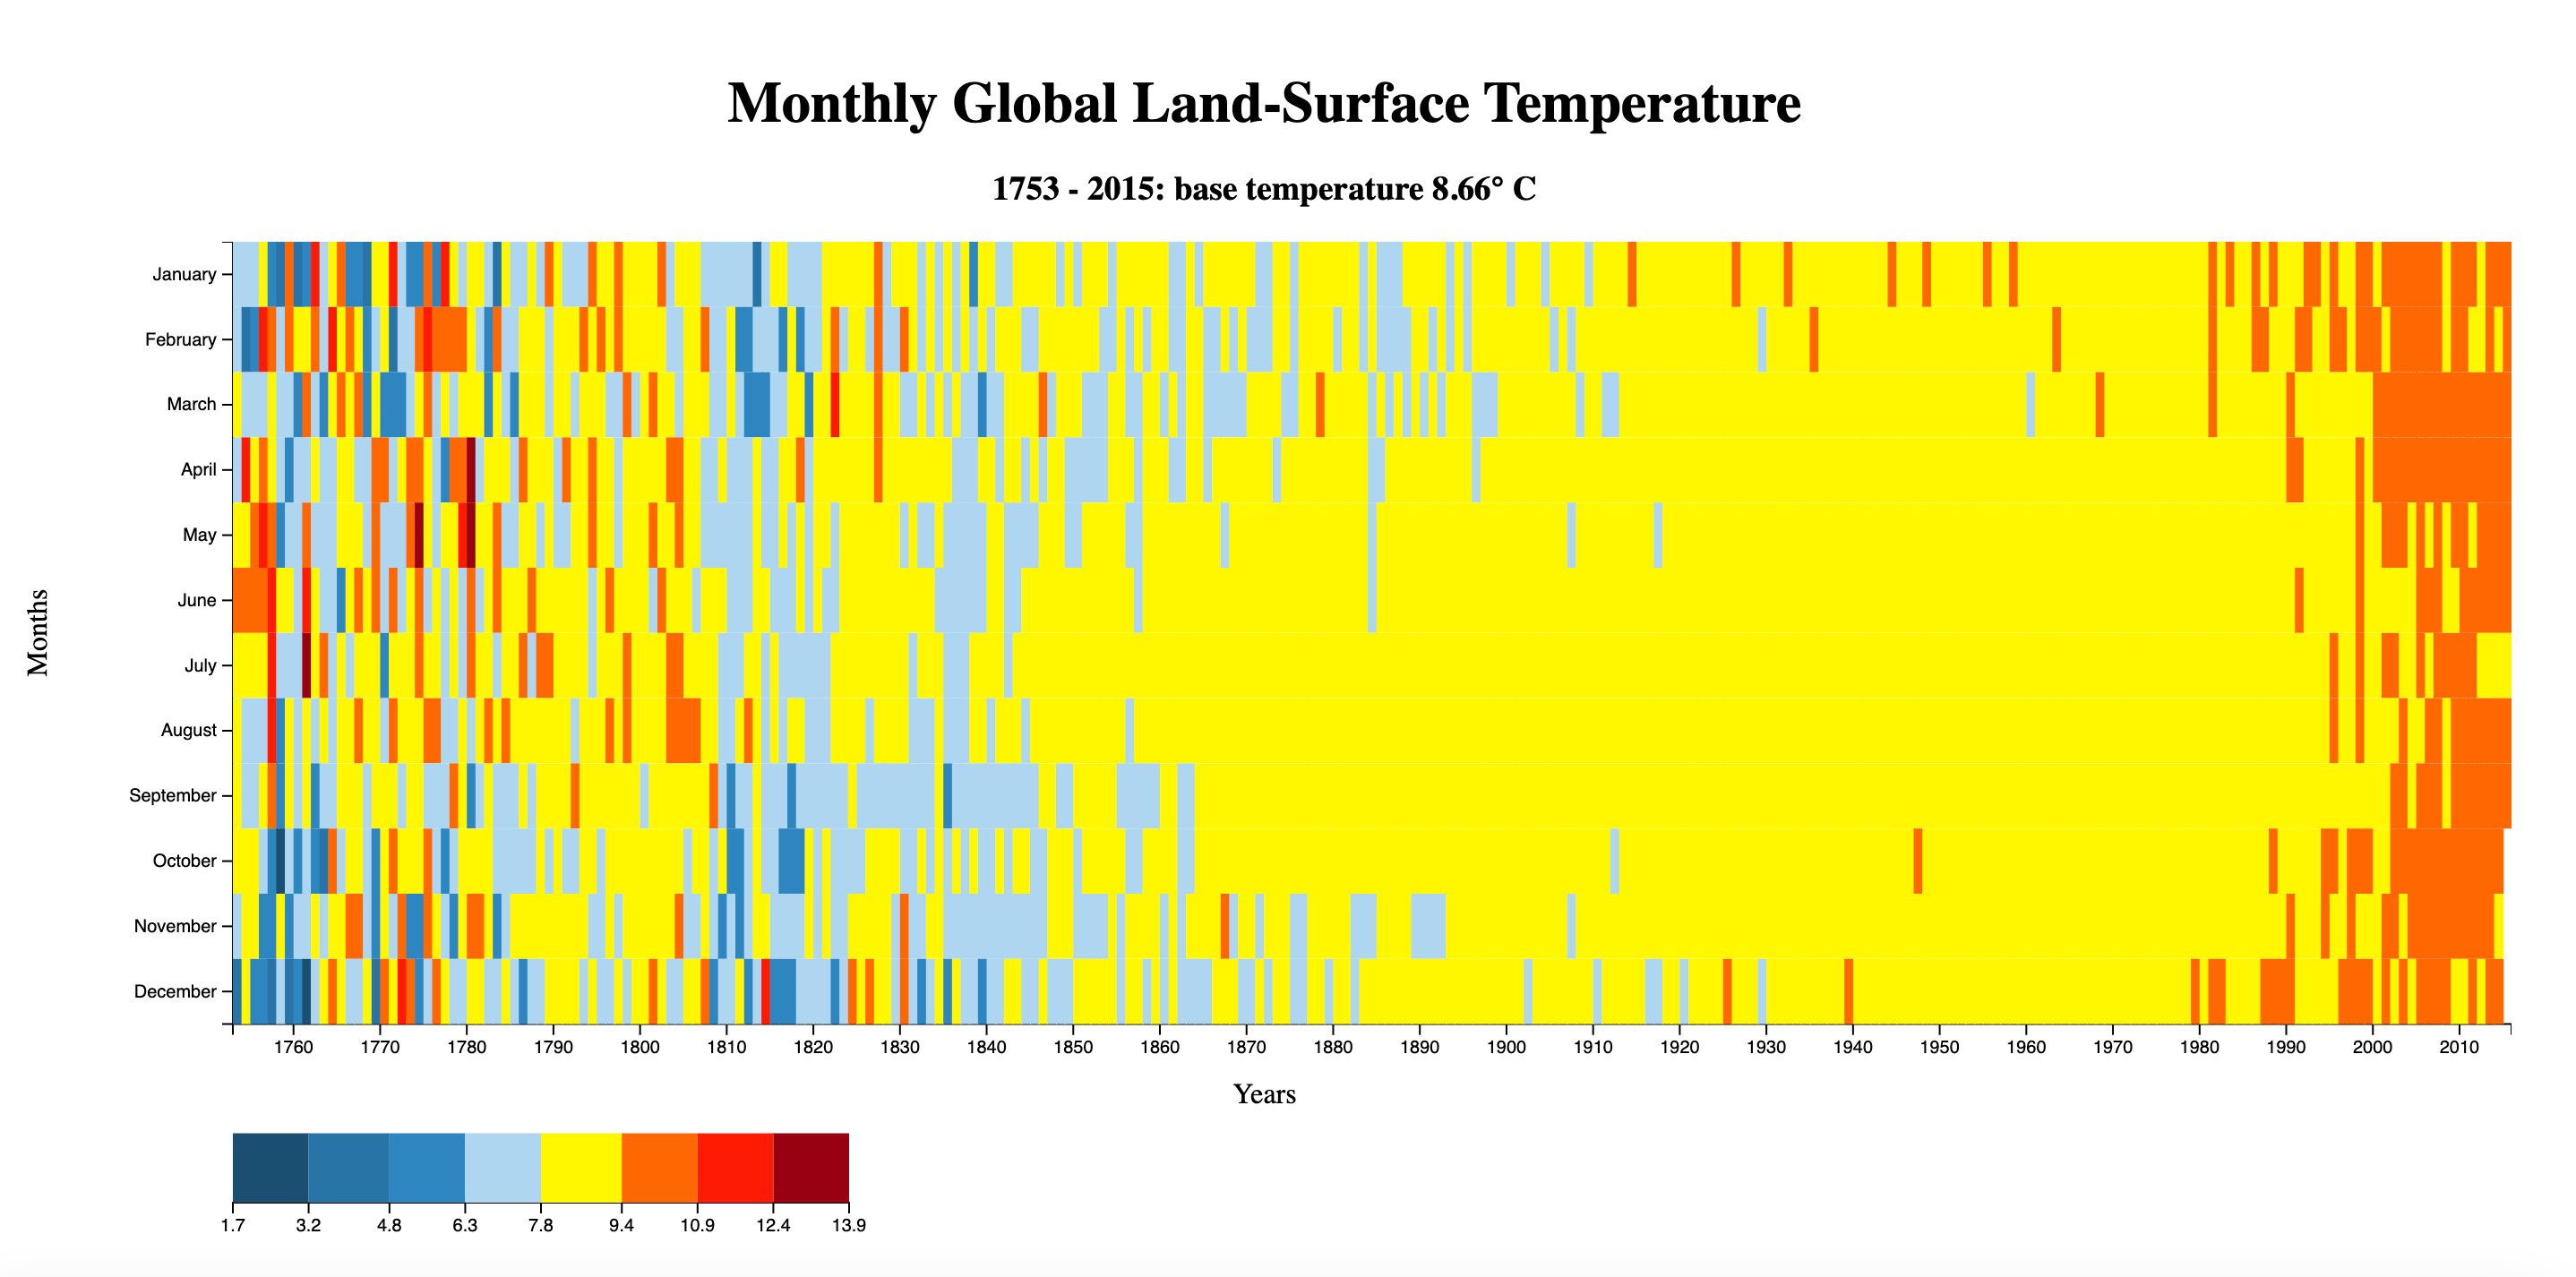 Monthly Global Land-Surface Temperature
1753 - 2015: base temperature 8.66° C
Months
January
February
March
April
May
June
July
August
September
October
November
December
1760 1770 1780 1790 1800 1810 1820 1830 1840 1850 1860 1870 1880 1890 1900 1910 1920 1930 1940 1950 1960 1970 1980 1990 2000 2010
Years
1.7 3.2 4.8 6.3 7.8 9.4 10.9 12.4 13.9